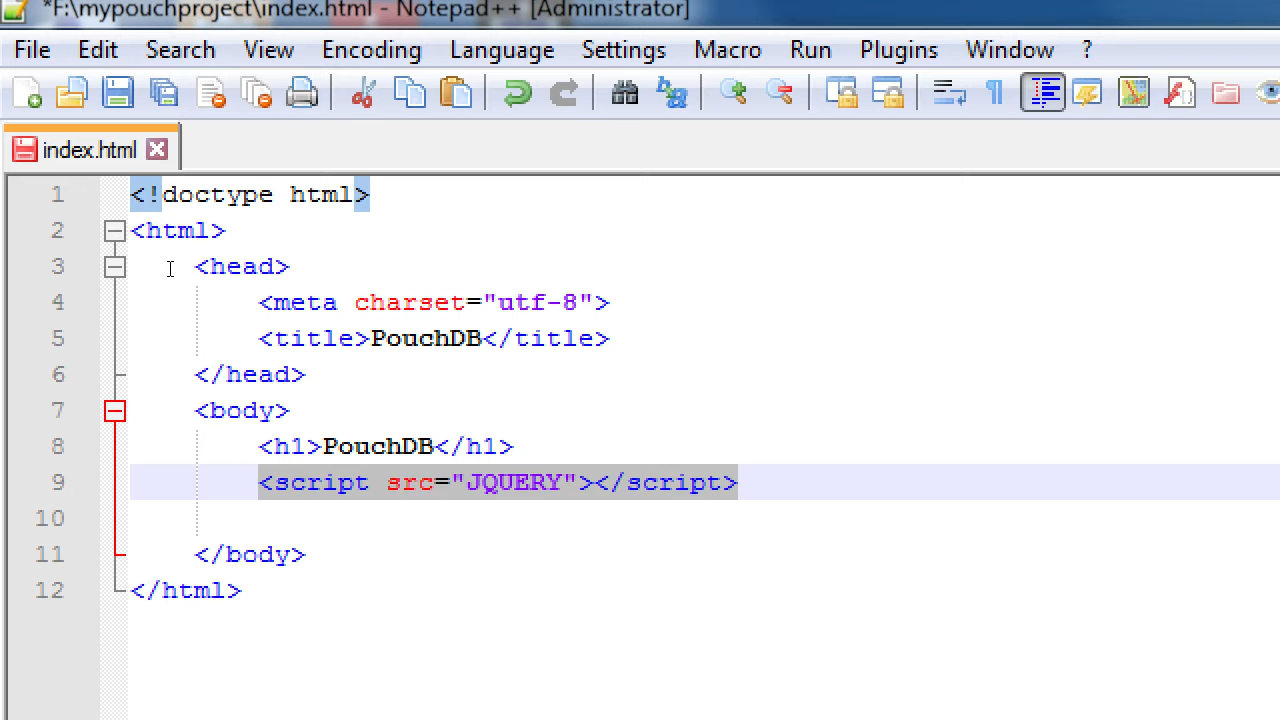 *F:\mypouchproject\index.html - Notepad++ [Administrator]
File Edit Search View Encoding Language Settings Macro Run Plugins Window ?
index.html
1 <!doctype html>
2 <html>
3 <head>
4 <meta charset="utf-8">
5 <title>PouchDB</title>
6 </head>
7 <body>
8 <h1>PouchDB</h1>
9 <script src="JQUERY"></script>
10
11 </body>
12 </html>